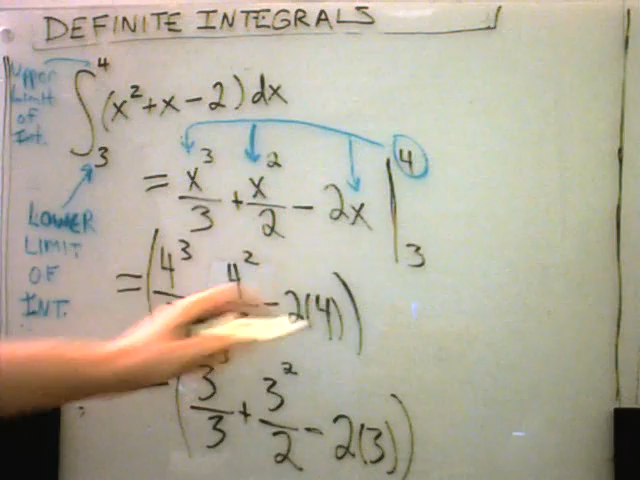 DEFINITE INTEGRALS
Upper
Limit
of
Int.
∫₃⁴ (x² + x - 2) dx
LOWER
LIMIT
OF
INT.
= x³/3 + x²/2 - 2x |₃⁴
= (4³ 4² - 2(4))
(3³/3 + 3²/2 - 2(3))